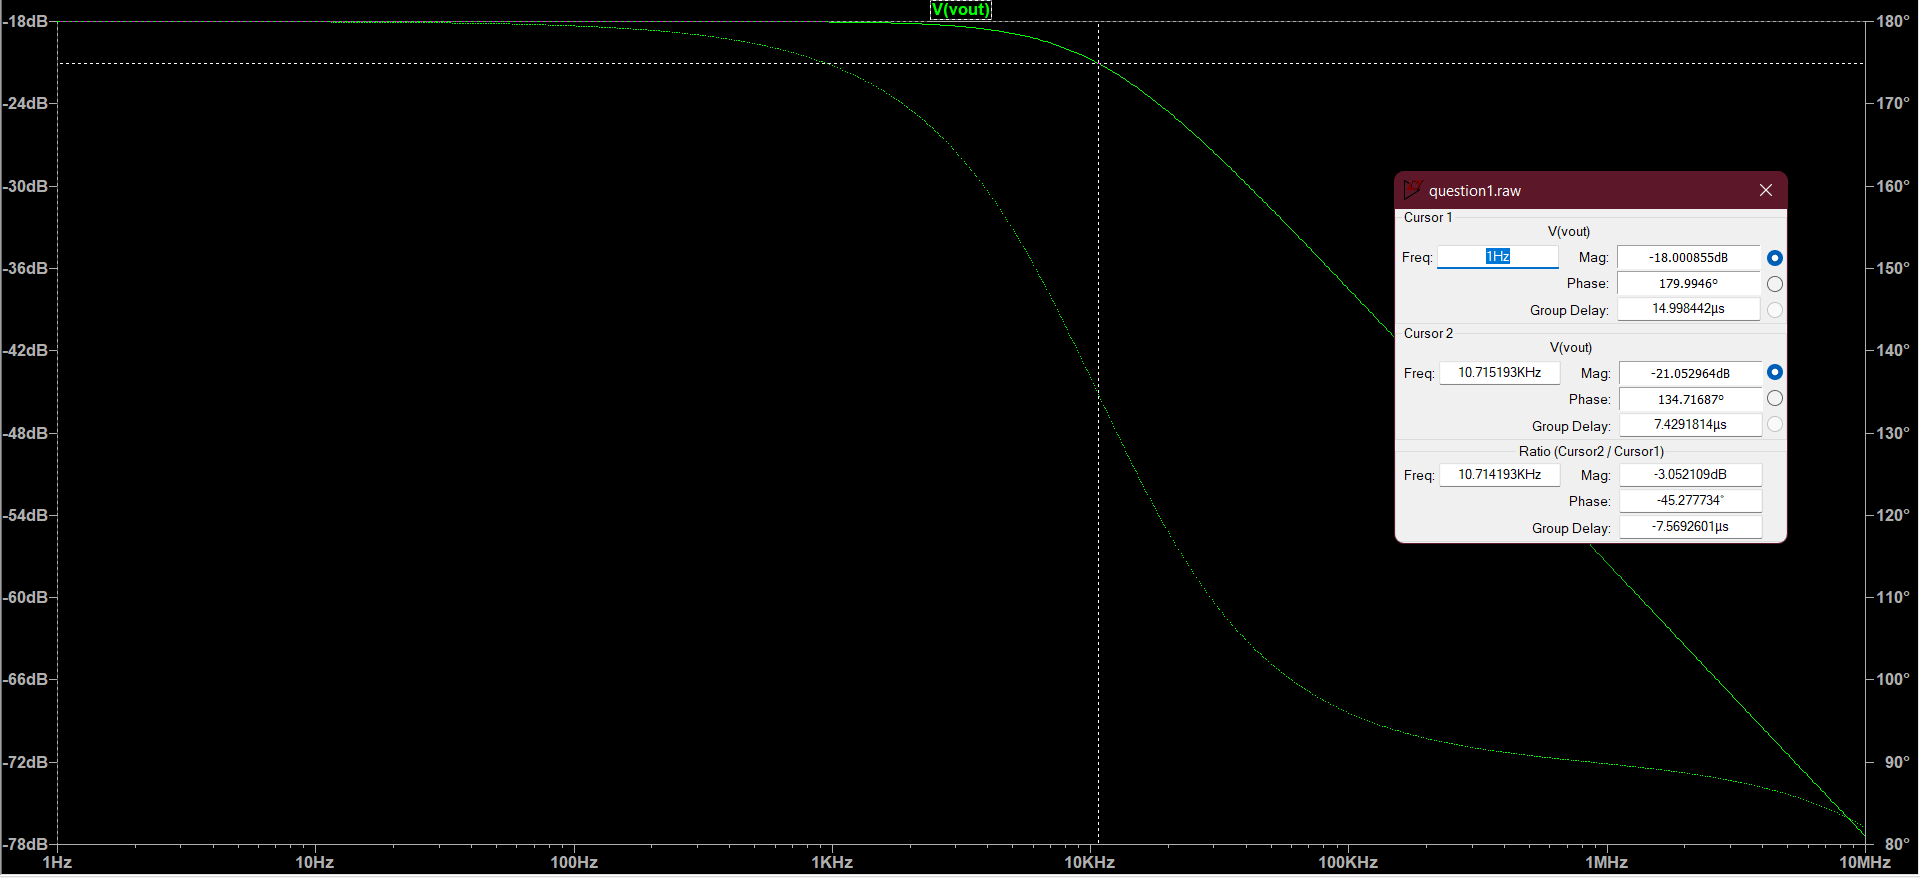 V(vout)
-18dB
-24dB
-30dB
-36dB
-42dB
-48dB
-54dB
-60dB
-66dB
-72dB
-78dB
180°
170°
160°
150°
140°
130°
120°
110°
100°
90°
80°
1Hz 10Hz 100Hz 1KHz 10KHz 100KHz 1MHz 10MHz
question1.raw
Cursor 1
V(vout)
Freq: 1Hz Mag: -18.000855dB
Phase: 179.9946°
Group Delay: 14.998442µs
Cursor 2
V(vout)
Freq: 10.715193KHz Mag: -21.052964dB
Phase: 134.71687°
Group Delay: 7.4291814µs
Ratio (Cursor2 / Cursor1)
Freq: 10.714193KHz Mag: -3.052109dB
Phase: -45.277734°
Group Delay: -7.5692601µs